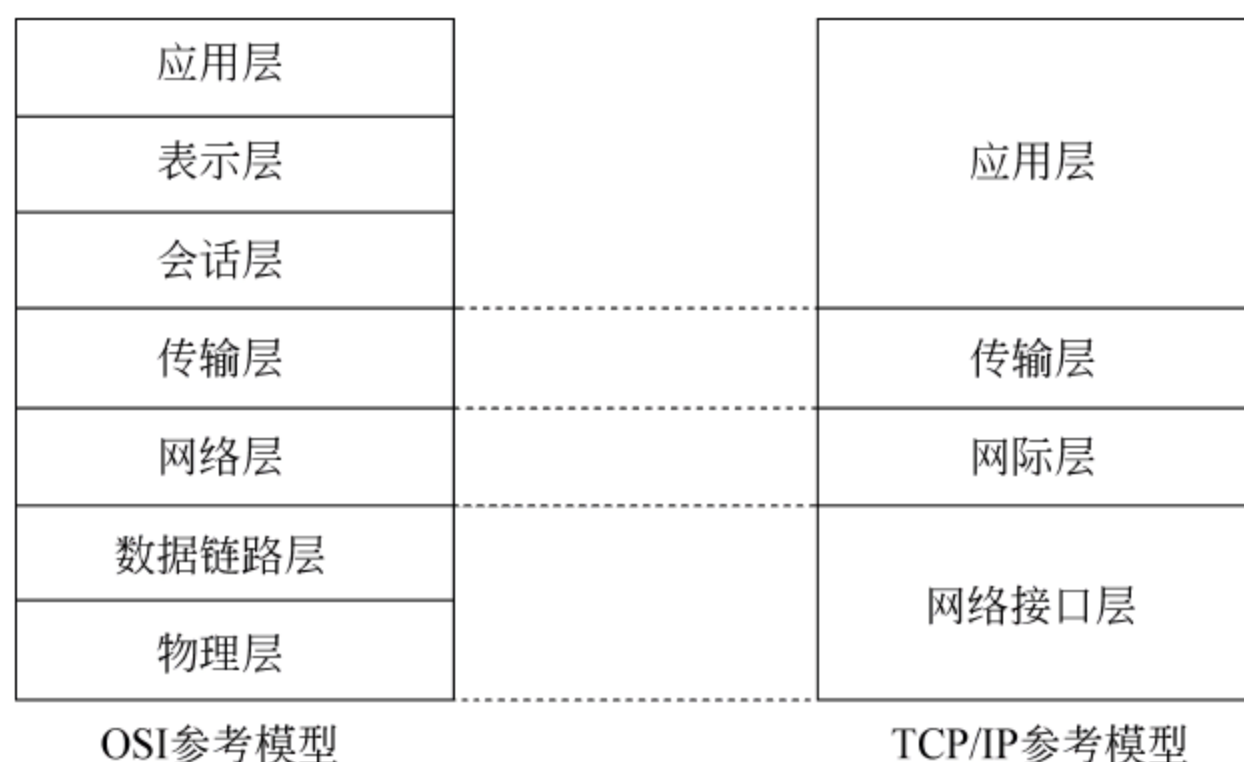 应用层
表示层
会话层
传输层
网络层
数据链路层
物理层
OSI参考模型
应用层
传输层
网际层
网络接口层
TCP/IP参考模型